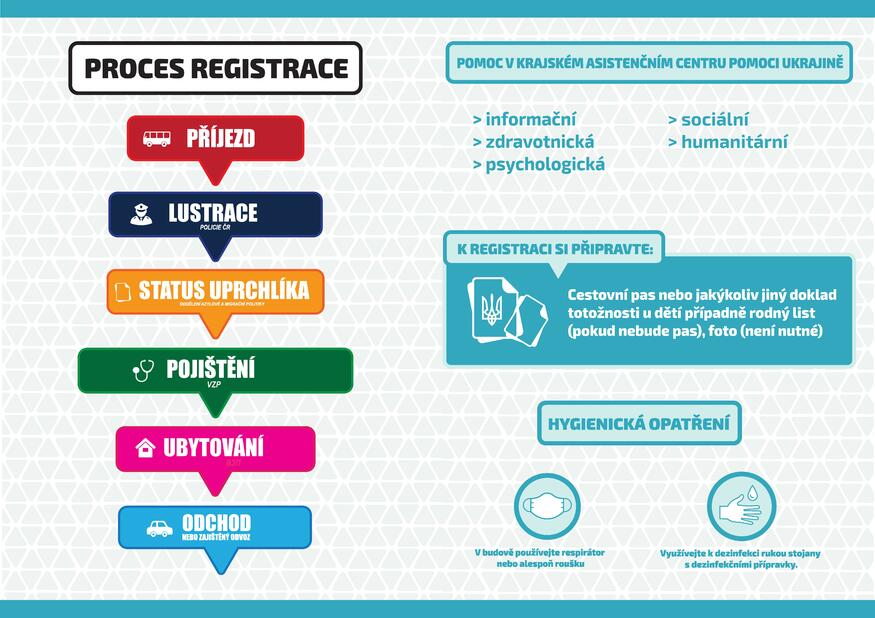 PROCES REGISTRACE
PŘÍJEZD
LUSTRACE
POLICIE ČR
STATUS UPRCHLÍKA
ODDĚLENÍ AZYLOVÉ A MIGRAČNÍ POLITIKY
POJIŠTĚNÍ
VZP
UBYTOVÁNÍ
ODCHOD
NEBO ZAJIŠTĚNÝ ODVOZ
POMOC V KRAJSKÉM ASISTENČNÍM CENTRU POMOCI UKRAJINĚ
> informační
> zdravotnická
> psychologická
> sociální
> humanitární
K REGISTRACI SI PŘIPRAVTE:
Cestovní pas nebo jakýkoliv jiný doklad
totožnosti u dětí případně rodný list
(pokud nebude pas), foto (není nutné)
HYGIENICKÁ OPATŘENÍ
V budově používejte respirátor
nebo alespoň roušku
Využívejte k dezinfekci rukou stojany
s dezinfekčními přípravky.